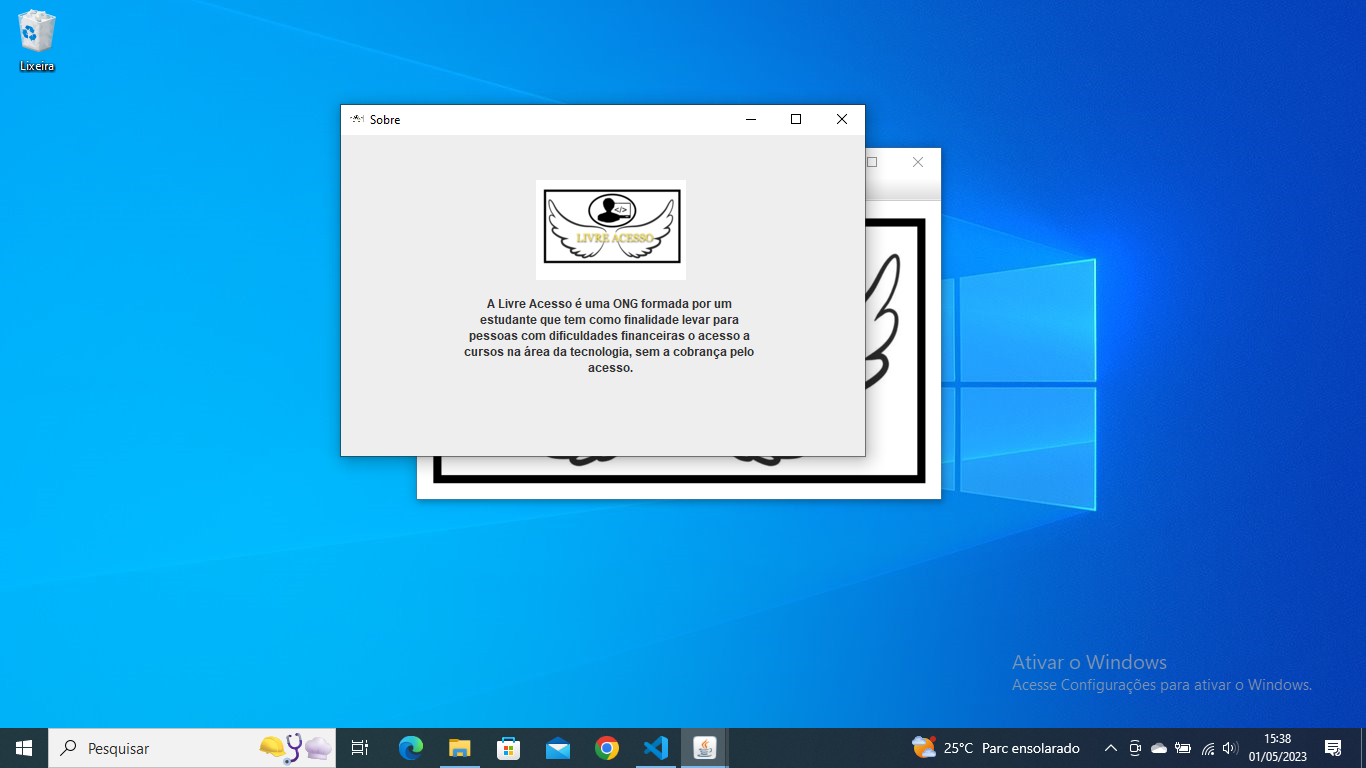 Lixeira
Sobre
</>
LIVRE ACESSO
A Livre Acesso é uma ONG formada por um
estudante que tem como finalidade levar para
pessoas com dificuldades financeiras o acesso a
cursos na área da tecnologia, sem a cobrança pelo
acesso.
Ativar o Windows
Acesse Configurações para ativar o Windows.
Pesquisar
25°C Parc ensolarado
15:38
01/05/2023